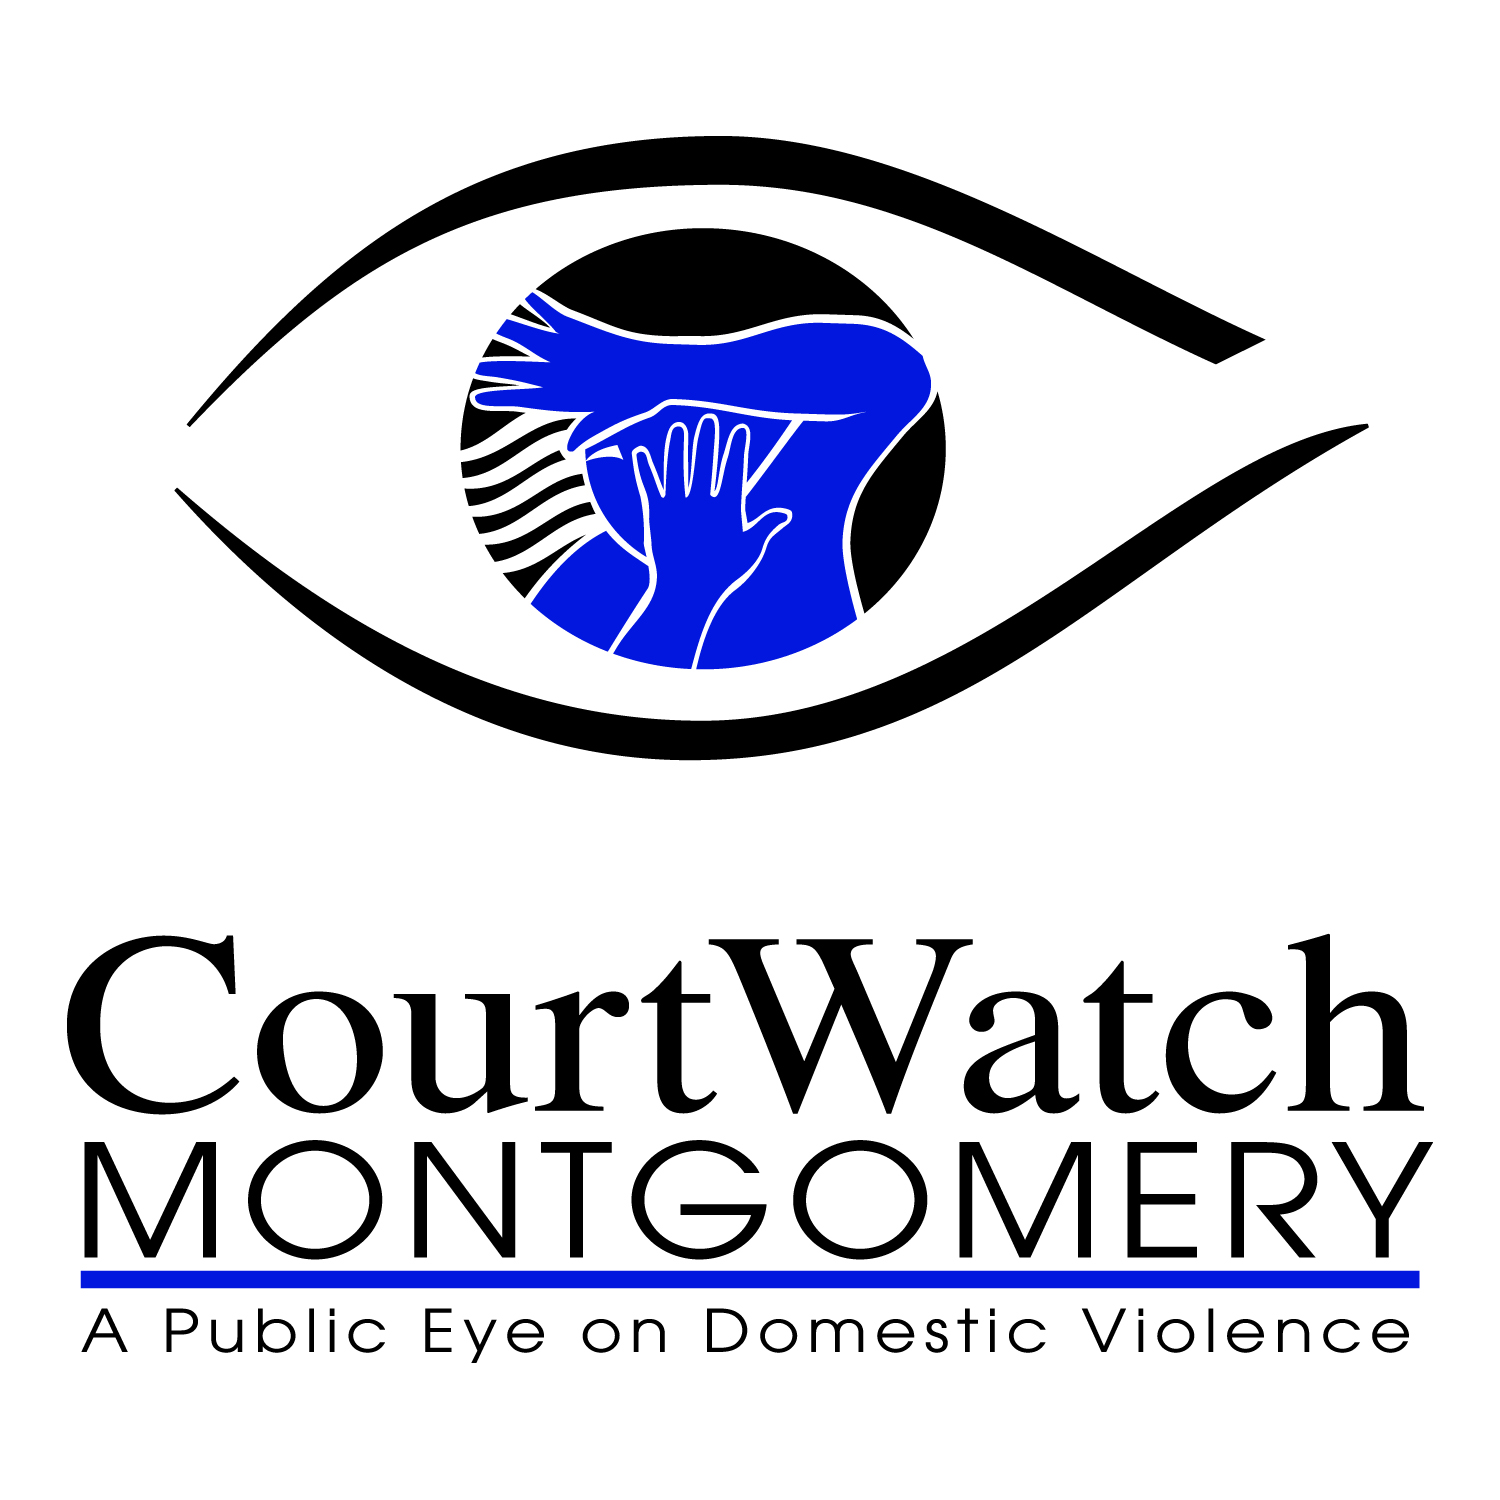 CourtWatch
MONTGOMERY
A Public Eye on Domestic Violence